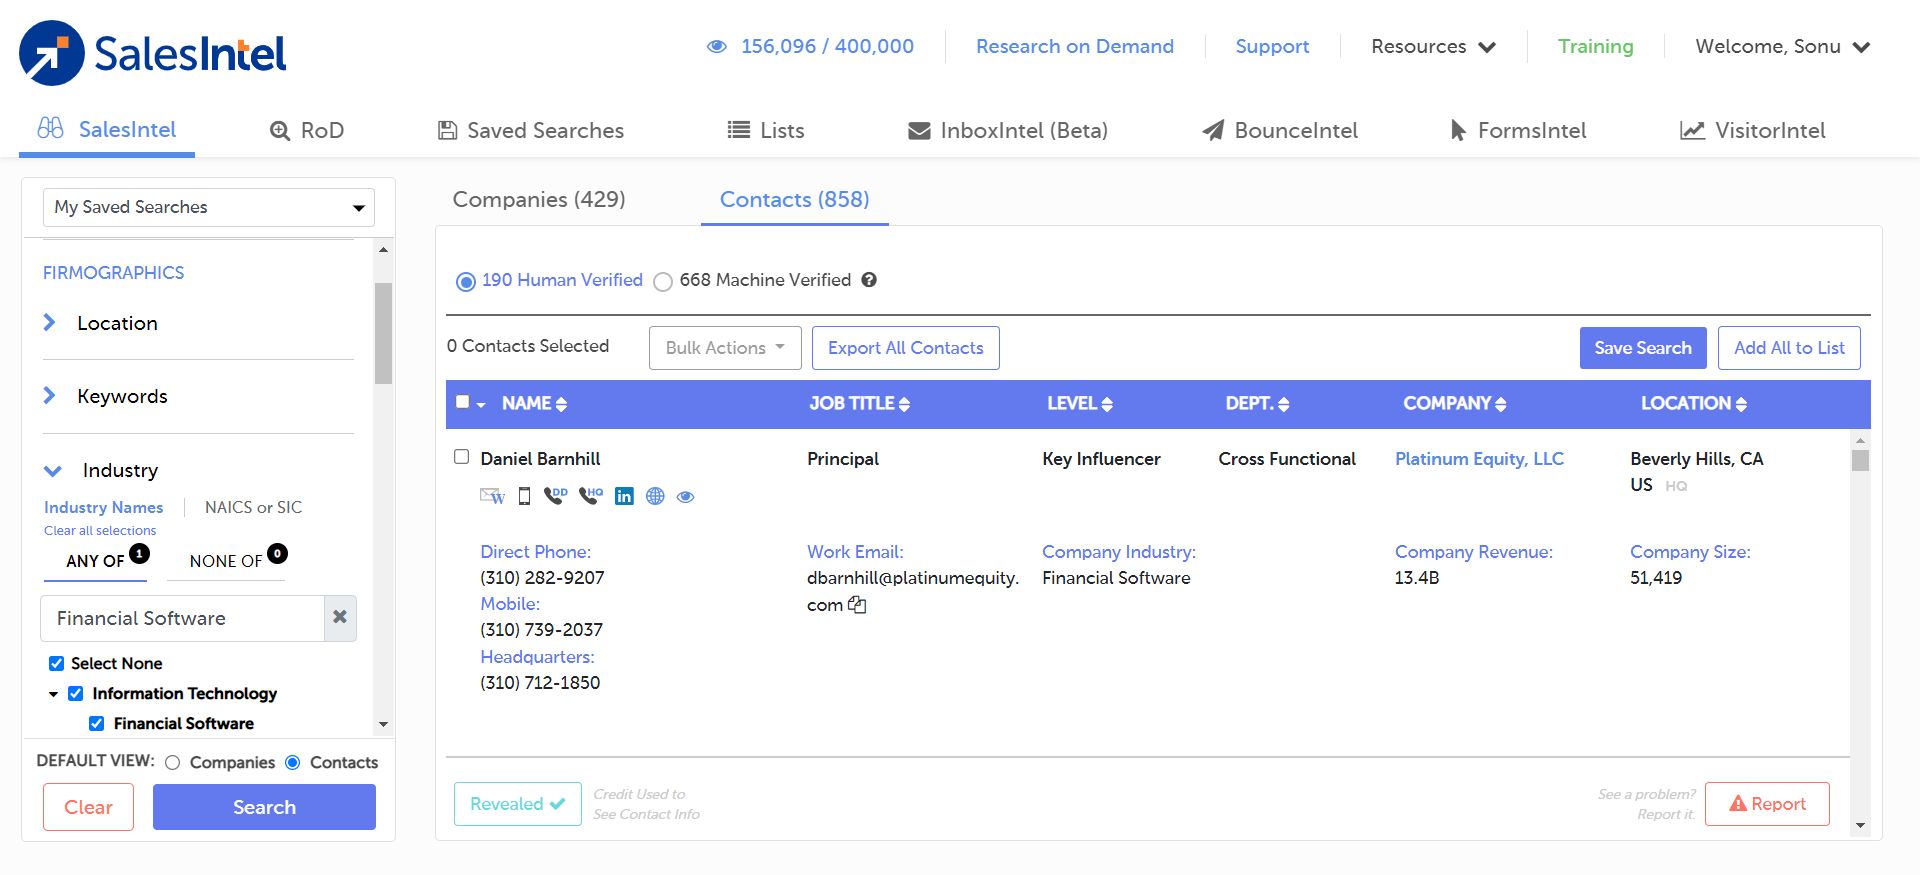 SalesIntel
156,096 / 400,000
Research on Demand
Support
Resources
Training
Welcome, Sonu
SalesIntel
RoD
Saved Searches
Lists
InboxIntel (Beta)
BounceIntel
FormsIntel
VisitorIntel
My Saved Searches
FIRMOGRAPHICS
Location
Keywords
Industry
Industry Names
NAICS or SIC
Clear all selections
ANY OF 1
NONE OF 0
Financial Software
Select None
Information Technology
Financial Software
DEFAULT VIEW: Companies Contacts
Clear
Search
Companies (429)
Contacts (858)
190 Human Verified
668 Machine Verified ?
0 Contacts Selected
Bulk Actions
Export All Contacts
Save Search
Add All to List
NAME
JOB TITLE
LEVEL
DEPT.
COMPANY
LOCATION
Daniel Barnhill
Principal
Key Influencer
Cross Functional
Platinum Equity, LLC
Beverly Hills, CA
US HQ
W
DD
HQ
in
Direct Phone:
(310) 282-9207
Mobile:
(310) 739-2037
Headquarters:
(310) 712-1850
Work Email:
dbarnhill@platinumequity.
com
Company Industry:
Financial Software
Company Revenue:
13.4B
Company Size:
51,419
Revealed
Credit Used to
See Contact Info
See a problem?
Report it.
Report